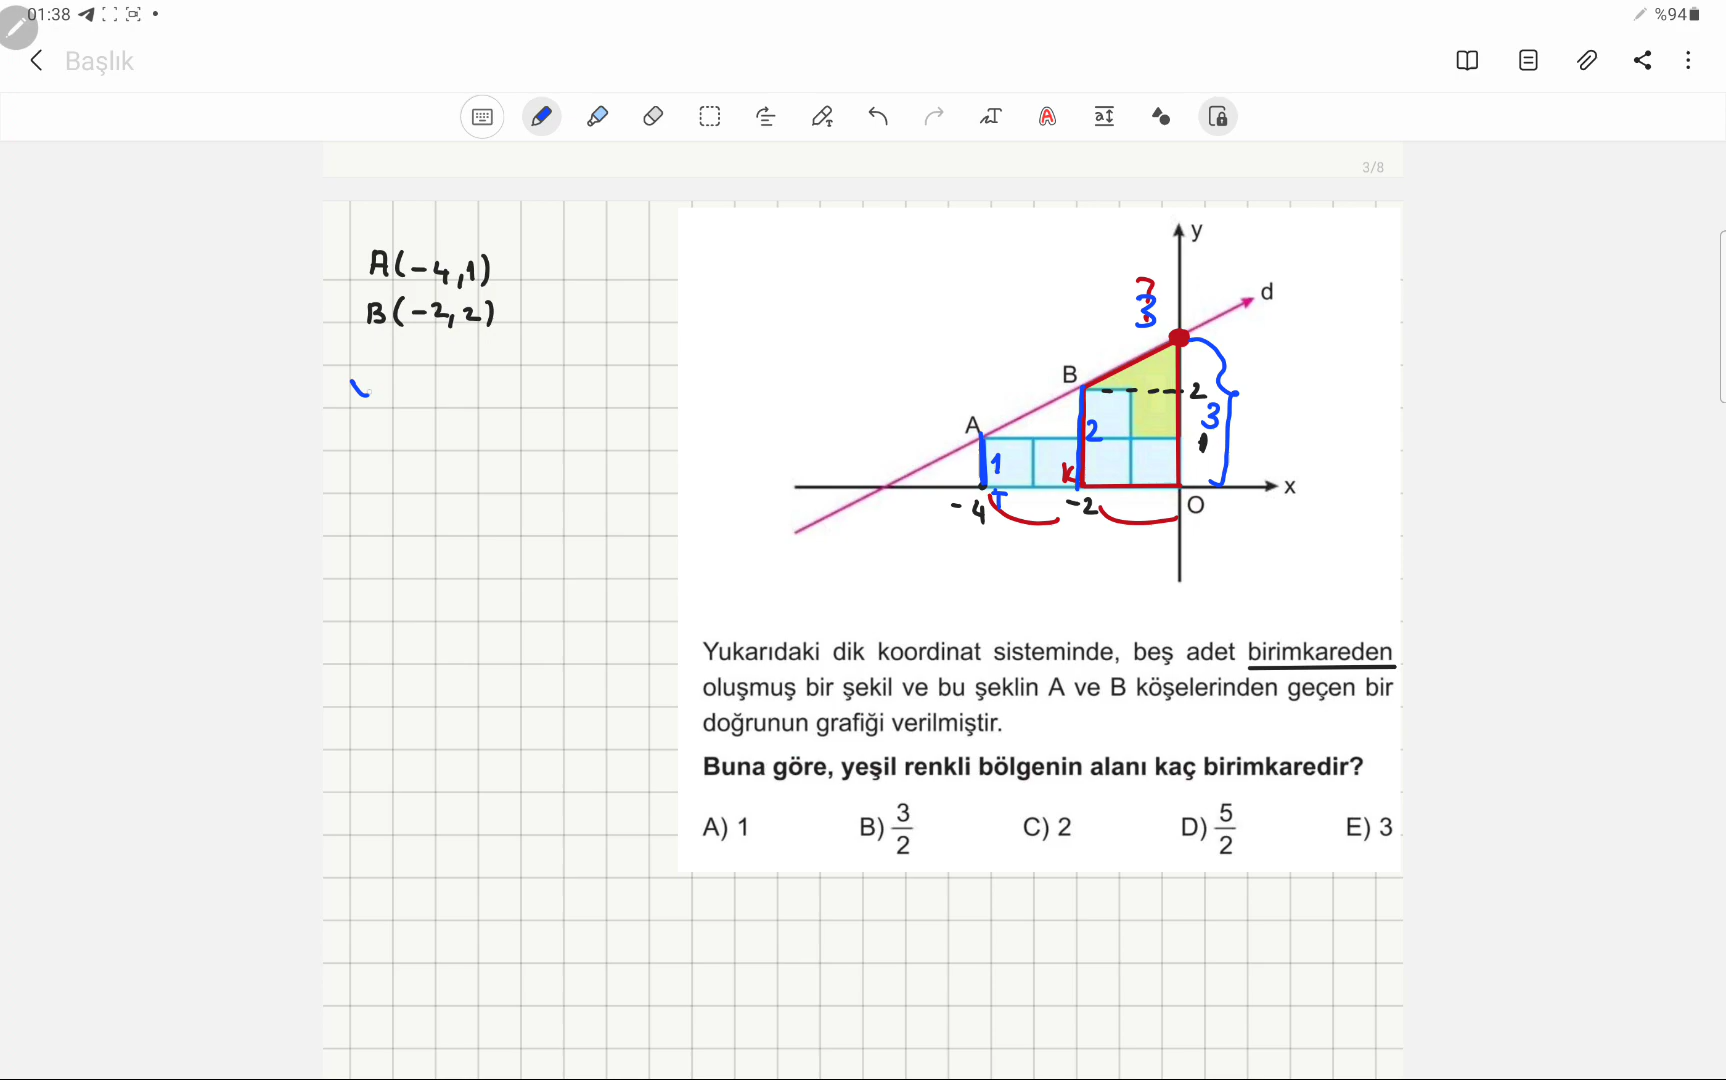 01:38
%94
Başlık
3/8
A(-4,1)
B(-2,2)
y
3
d
B
2
3
A
2
1
1
K
x
-4
T
-2
O
Yukarıdaki dik koordinat sisteminde, beş adet birimkareden
oluşmuş bir şekil ve bu şeklin A ve B köşelerinden geçen bir
doğrunun grafiği verilmiştir.
Buna göre, yeşil renkli bölgenin alanı kaç birimkaredir?
A) 1 B) 3/2 C) 2 D) 5/2 E) 3